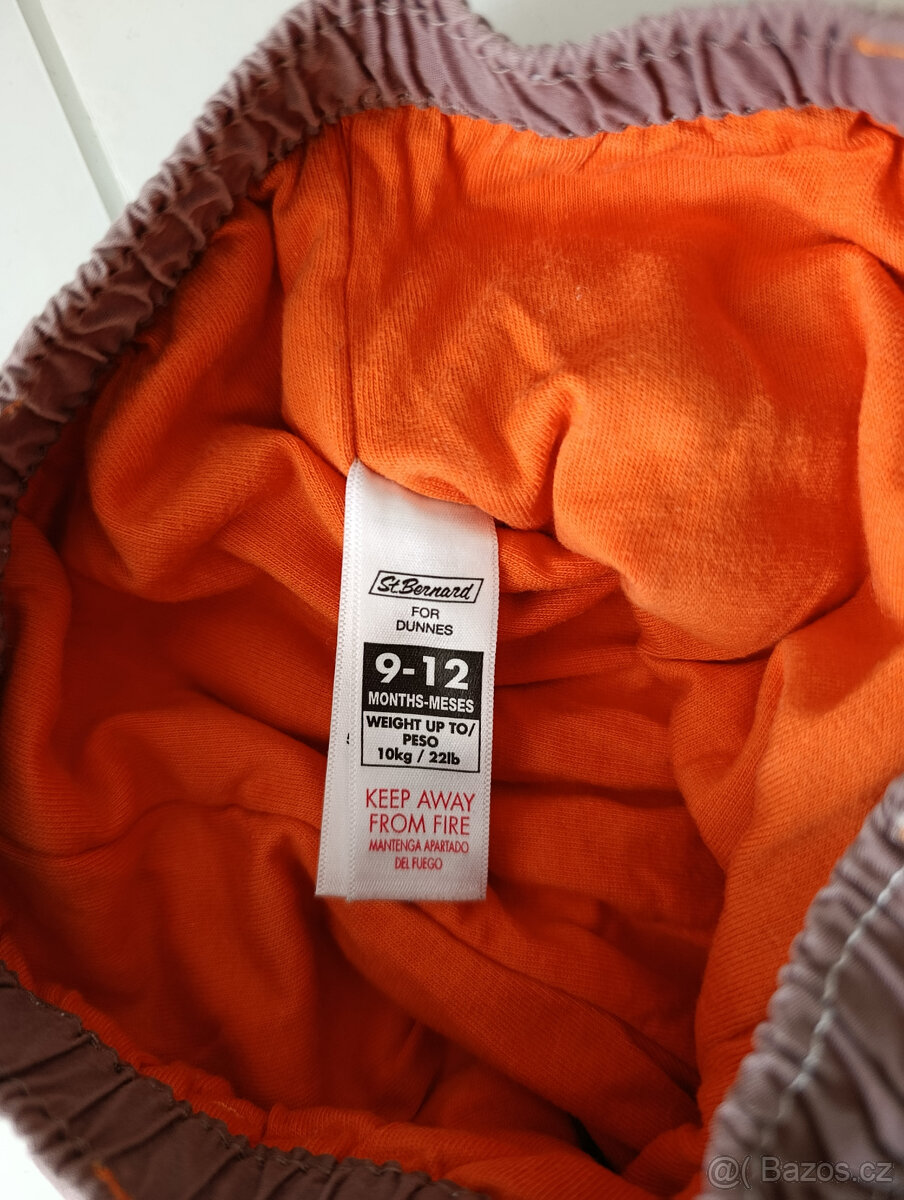 St.Bernard
FOR
DUNNES
9-12
MONTHS-MESES
WEIGHT UP TO/
PESO
10kg / 22lb
KEEP AWAY
FROM FIRE
MANTENGA APARTADO
DEL FUEGO
@( Bazos.cz